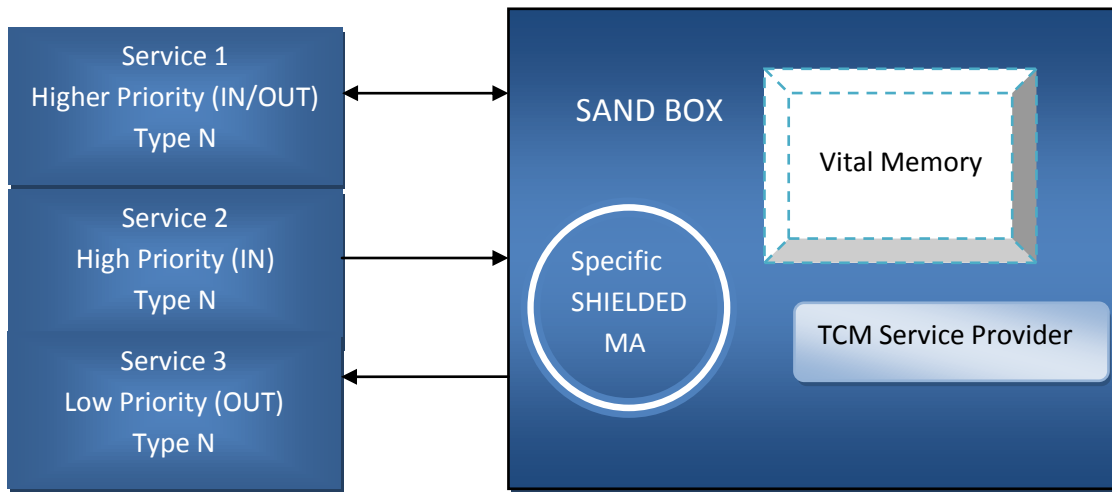 Service 1
Higher Priority (IN/OUT)
Type N
Service 2
High Priority (IN)
Type N
Service 3
Low Priority (OUT)
Type N
SAND BOX
Vital Memory
Specific
SHIELDED
MA
TCM Service Provider